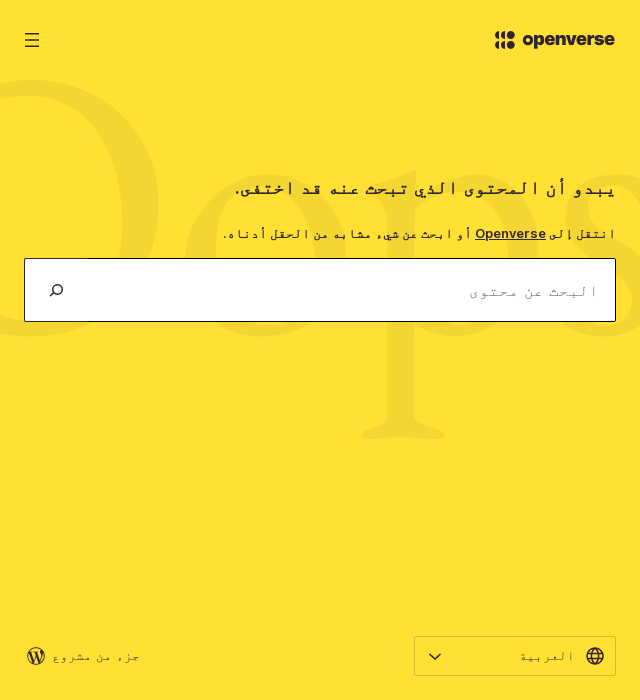 openverse
Oops
يبدو أن المحتوى الذي تبحث عنه قد اختفى.
انتقل إلى Openverse أو ابحث عن شيء مشابه من الحقل أدناه.
البحث عن محتوى
العربية
جزء من مشروع